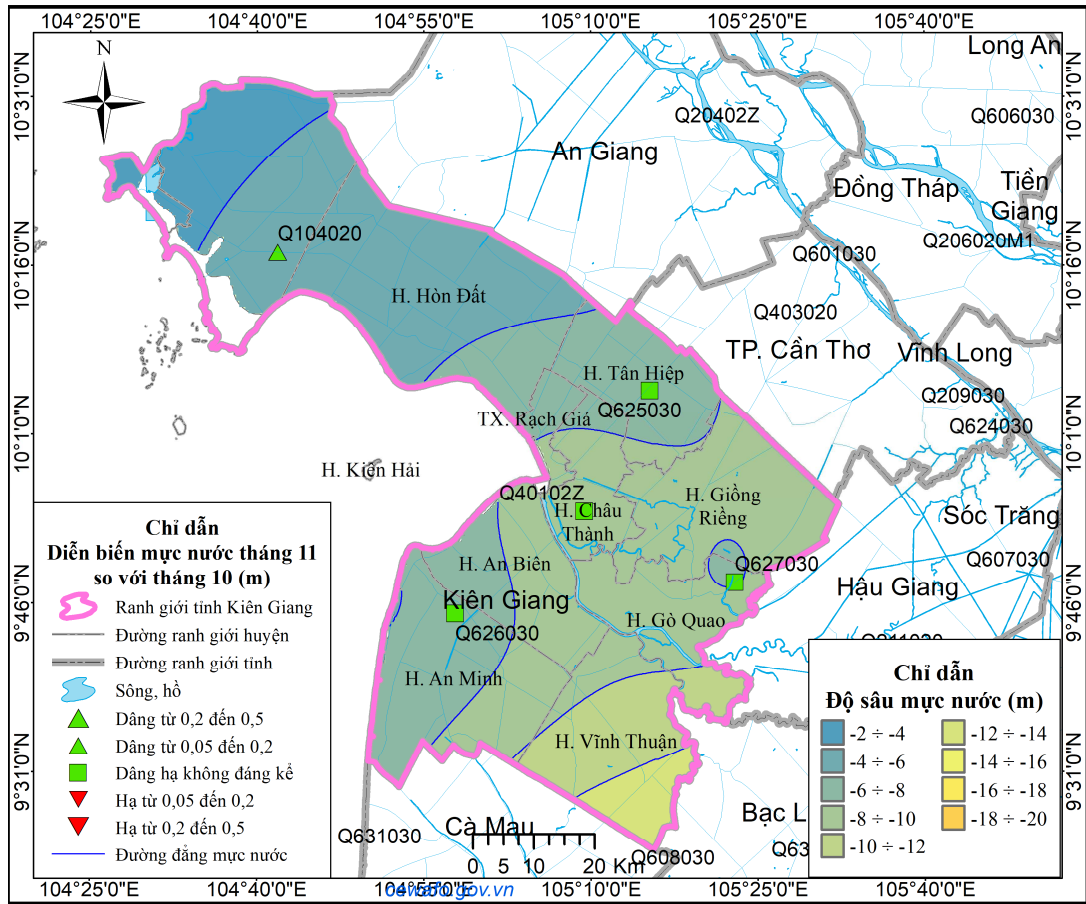 104°25'0"E
104°40'0"E
104°55'0"E
105°10'0"E
105°25'0"E
105°40'0"E
10°31'0"N
10°16'0"N
10°1'0"N
9°46'0"N
9°31'0"N
10°31'0"N
10°16'0"N
10°1'0"N
9°46'0"N
9°31'0"N
N
Long An
Q20402Z
Q606030
An Giang
Đồng Tháp
Tiền
Giang
Q104020
Q206020M1
Q601030
H. Hòn Đất
Q403020
TP. Cần Thơ
Vĩnh Long
H. Tân Hiệp
Q625030
Q209030
TX. Rạch Giá
Q624030
H. Kiên Hải
Q40102Z
H. Giồng
Riềng
H. Châu
Thành
Sóc Trăng
H. An Biên
Q627030
Q607030
Kiên Giang
Hậu Giang
Q626030
H. Gò Quao
H. An Minh
H. Vĩnh Thuận
Cà Mau
Bạc L
Q631030
Q608030
Q63
0 5 10 20 Km
Chỉ dẫn
Diễn biến mực nước tháng 11
so với tháng 10 (m)
Ranh giới tỉnh Kiên Giang
Đường ranh giới huyện
Đường ranh giới tỉnh
Sông, hồ
Dâng từ 0,2 đến 0,5
Dâng từ 0,05 đến 0,2
Dâng hạ không đáng kể
Hạ từ 0,05 đến 0,2
Hạ từ 0,2 đến 0,5
Đường đẳng mực nước
Chỉ dẫn
Độ sâu mực nước (m)
-2 ÷ -4
-4 ÷ -6
-6 ÷ -8
-8 ÷ -10
-10 ÷ -12
-12 ÷ -14
-14 ÷ -16
-16 ÷ -18
-18 ÷ -20
104°25'0"E
104°40'0"E
104°55'0"E
105°10'0"E
105°25'0"E
105°40'0"E
cewafo.gov.vn